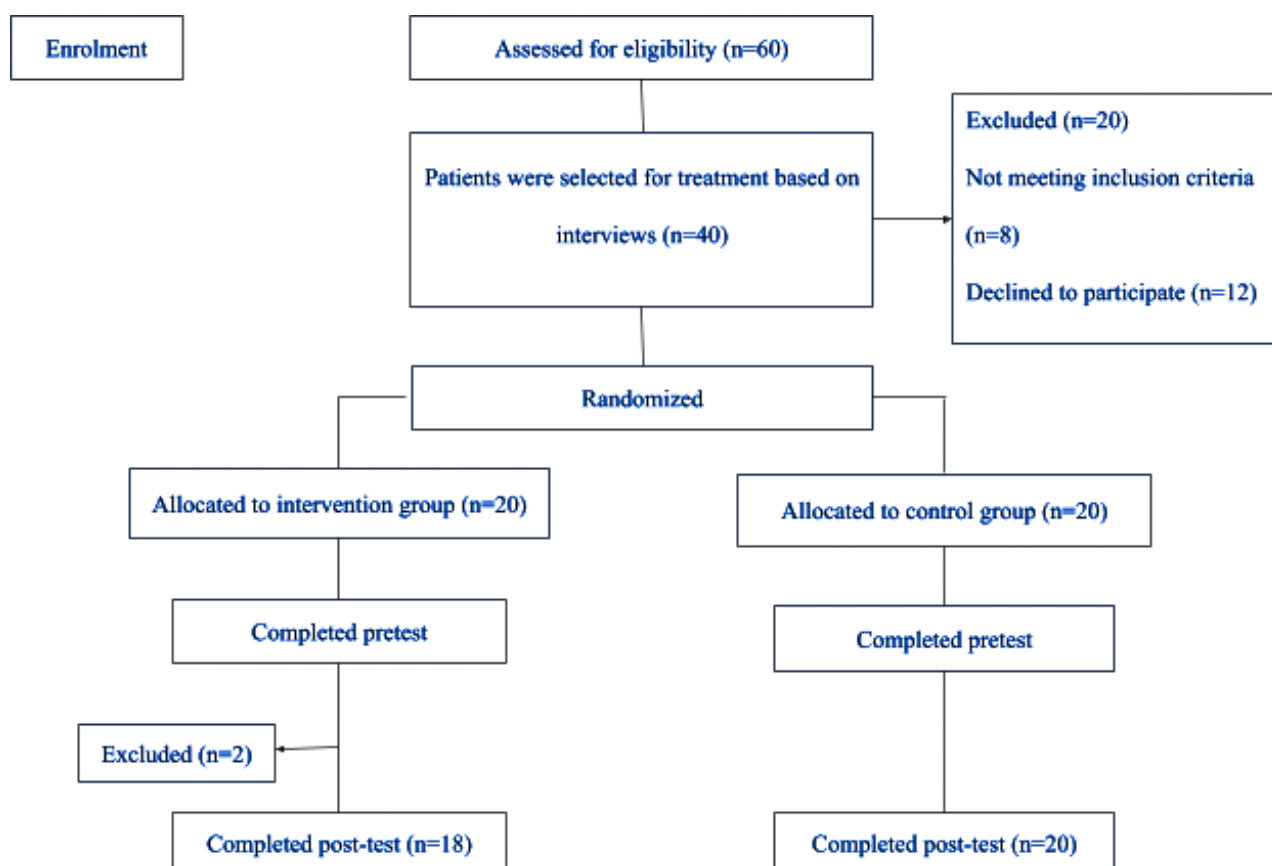 Enrolment
Assessed for eligibility (n=60)
Patients were selected for treatment based on
interviews (n=40)
Excluded (n=20)
Not meeting inclusion criteria
(n=8)
Declined to participate (n=12)
Randomized
Allocated to intervention group (n=20)
Allocated to control group (n=20)
Completed pretest
Completed pretest
Excluded (n=2)
Completed post-test (n=18)
Completed post-test (n=20)